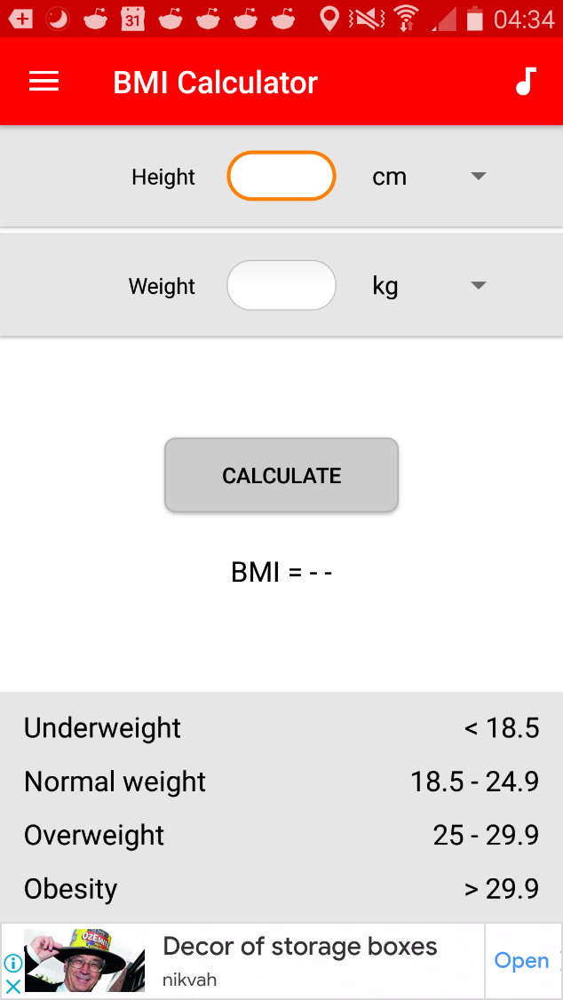 31 04:34
BMI Calculator
Height cm
Weight kg
CALCULATE
BMI = - -
Underweight < 18.5
Normal weight 18.5 - 24.9
Overweight 25 - 29.9
Obesity > 29.9
OZEMITE
Decor of storage boxes
nikvah
Open